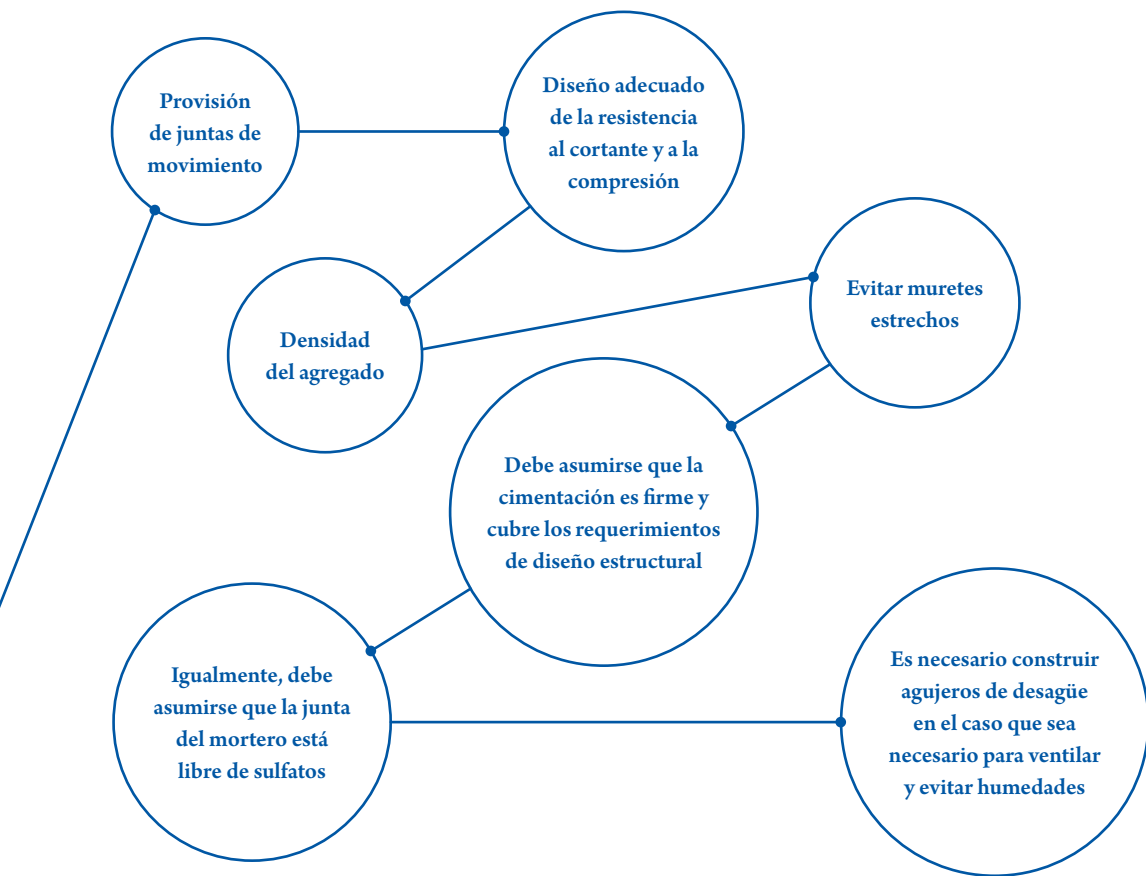 Provisión
de juntas de
movimiento
Diseño adecuado
de la resistencia
al cortante y a la
compresión
Densidad
del agregado
Evitar muretes
estrechos
Debe asumirse que la
cimentación es firme y
cubre los requerimientos
de diseño estructural
Igualmente, debe
asumirse que la junta
del mortero está
libre de sulfatos
Es necesario construir
agujeros de desagüe
en el caso que sea
necesario para ventilar
y evitar humedades